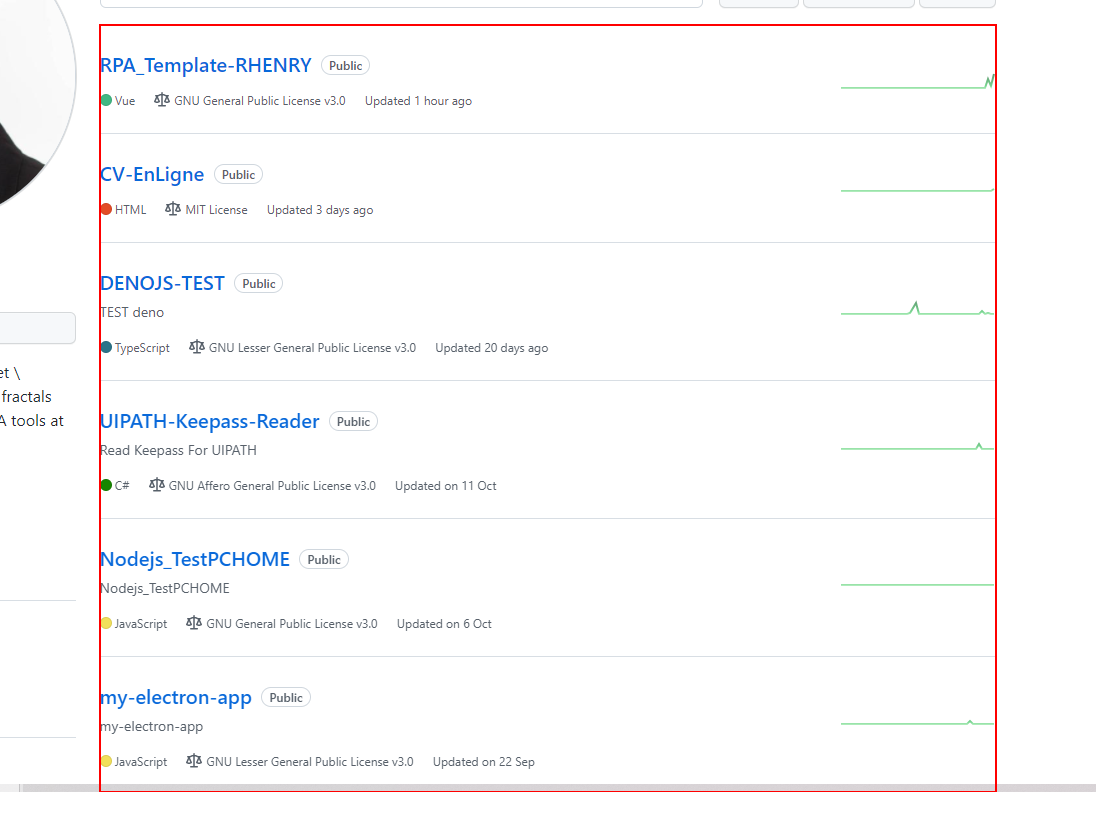 RPA_Template-RHENRY Public
Vue GNU General Public License v3.0 Updated 1 hour ago
CV-EnLigne Public
HTML MIT License Updated 3 days ago
DENOJS-TEST Public
TEST deno
TypeScript GNU Lesser General Public License v3.0 Updated 20 days ago
et \
fractals
A tools at
UIPATH-Keepass-Reader Public
Read Keepass For UIPATH
C# GNU Affero General Public License v3.0 Updated on 11 Oct
Nodejs_TestPCHOME Public
Nodejs_TestPCHOME
JavaScript GNU General Public License v3.0 Updated on 6 Oct
my-electron-app Public
my-electron-app
JavaScript GNU Lesser General Public License v3.0 Updated on 22 Sep